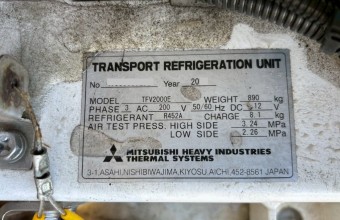 TRANSPORT REFRIGERATION UNIT
No. Year 20
MODEL TFV2000E WEIGHT 890 kg
PHASE 3 AC 200 V 50/60 Hz DC 12 V
REFRIGERANT R452A CHARGE 8.1 kg
AIR TEST PRESS. HIGH SIDE 3.24 MPa
LOW SIDE 2.26 MPa
MITSUBISHI HEAVY INDUSTRIES
THERMAL SYSTEMS
3-1,ASAHI,NISHIBIWAJIMA,KIYOSU,AICHI,452-8561 JAPAN